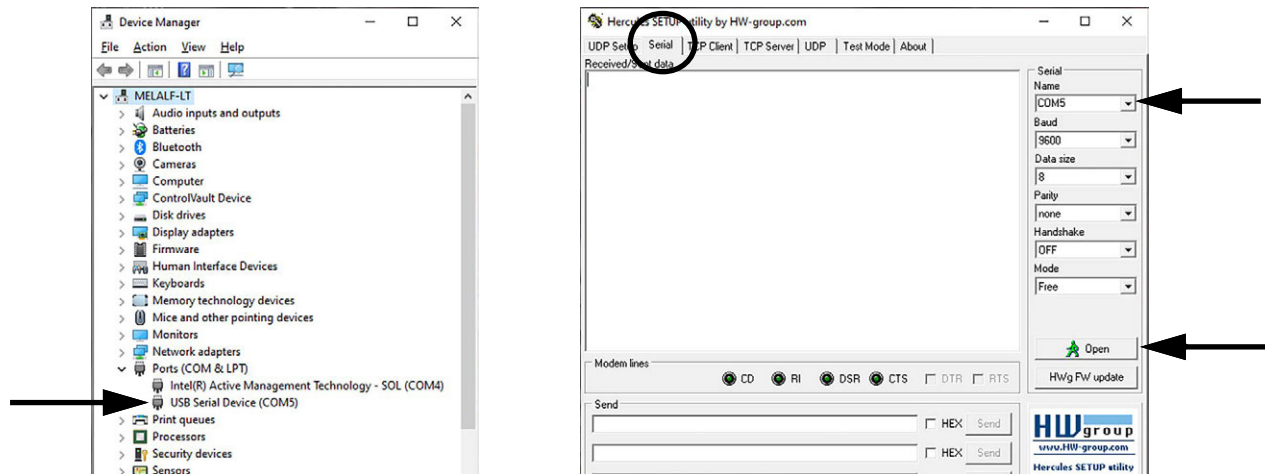 Device Manager
File Action View Help
MELALF-LT
Audio inputs and outputs
Batteries
Bluetooth
Cameras
Computer
ControlVault Device
Disk drives
Display adapters
Firmware
Human Interface Devices
Keyboards
Memory technology devices
Mice and other pointing devices
Monitors
Network adapters
Ports (COM & LPT)
Intel(R) Active Management Technology - SOL (COM4)
USB Serial Device (COM5)
Print queues
Processors
Security devices
Sensors
Hercules SETUP utility by HW-group.com
UDP Setup Serial TCP Client TCP Server UDP Test Mode About
Received/Sent data
Serial
Name
COM5
Baud
9600
Data size
8
Parity
none
Handshake
OFF
Mode
Free
Open
HWg FW update
Modem lines
CD RI DSR CTS DTR RTS
Send
HEX Send
HEX Send
HWgroup
www.HW-group.com
Hercules SETUP utility